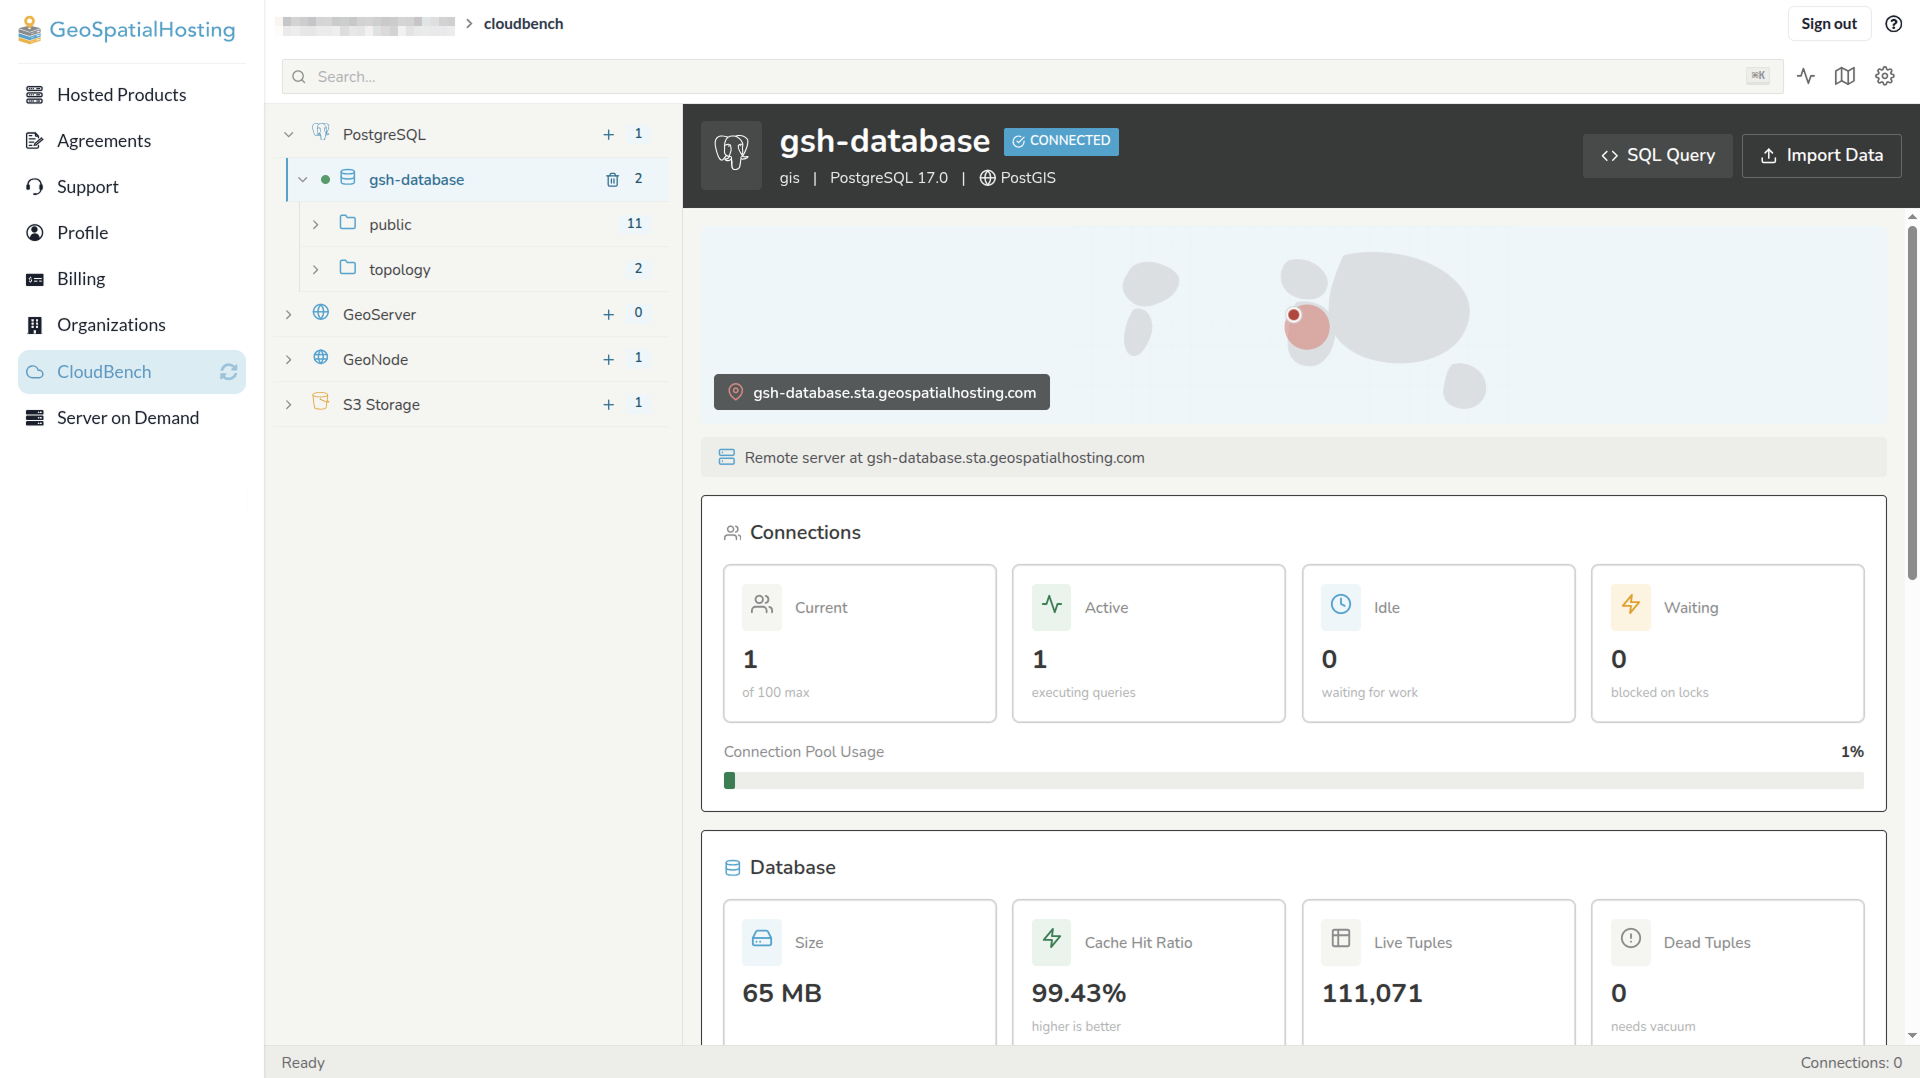 GeoSpatialHosting
cloudbench
Sign out
Search...
⌘K
Hosted Products
Agreements
Support
Profile
Billing
Organizations
CloudBench
Server on Demand
PostgreSQL
1
gsh-database
2
public
11
topology
2
GeoServer
0
GeoNode
1
S3 Storage
1
gsh-database
CONNECTED
gis | PostgreSQL 17.0 | PostGIS
SQL Query
Import Data
gsh-database.sta.geospatialhosting.com
Remote server at gsh-database.sta.geospatialhosting.com
Connections
Current
1
of 100 max
Active
1
executing queries
Idle
0
waiting for work
Waiting
0
blocked on locks
Connection Pool Usage
1%
Database
Size
65 MB
Cache Hit Ratio
99.43%
higher is better
Live Tuples
111,071
Dead Tuples
0
needs vacuum
Ready
Connections: 0